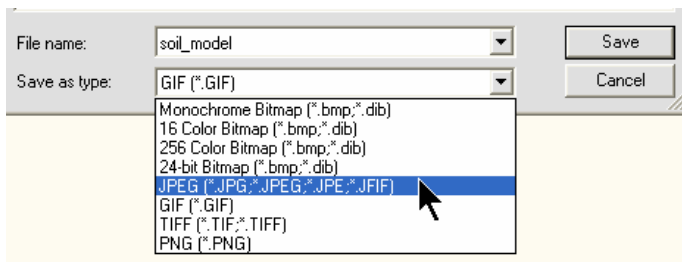 File name: soil_model Save
Save as type: GIF (*.GIF) Cancel
Monochrome Bitmap (*.bmp;*.dib)
16 Color Bitmap (*.bmp;*.dib)
256 Color Bitmap (*.bmp;*.dib)
24-bit Bitmap (*.bmp;*.dib)
JPEG (*.JPG;*.JPEG;*.JPE;*.JFIF)
GIF (*.GIF)
TIFF (*.TIF;*.TIFF)
PNG (*.PNG)